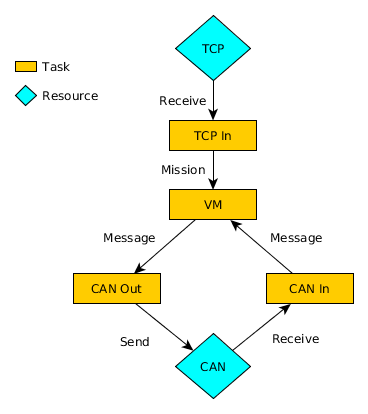 TCP
Task
Resource
Receive
TCP In
Mission
VM
Message
Message
CAN Out
CAN In
Send
Receive
CAN